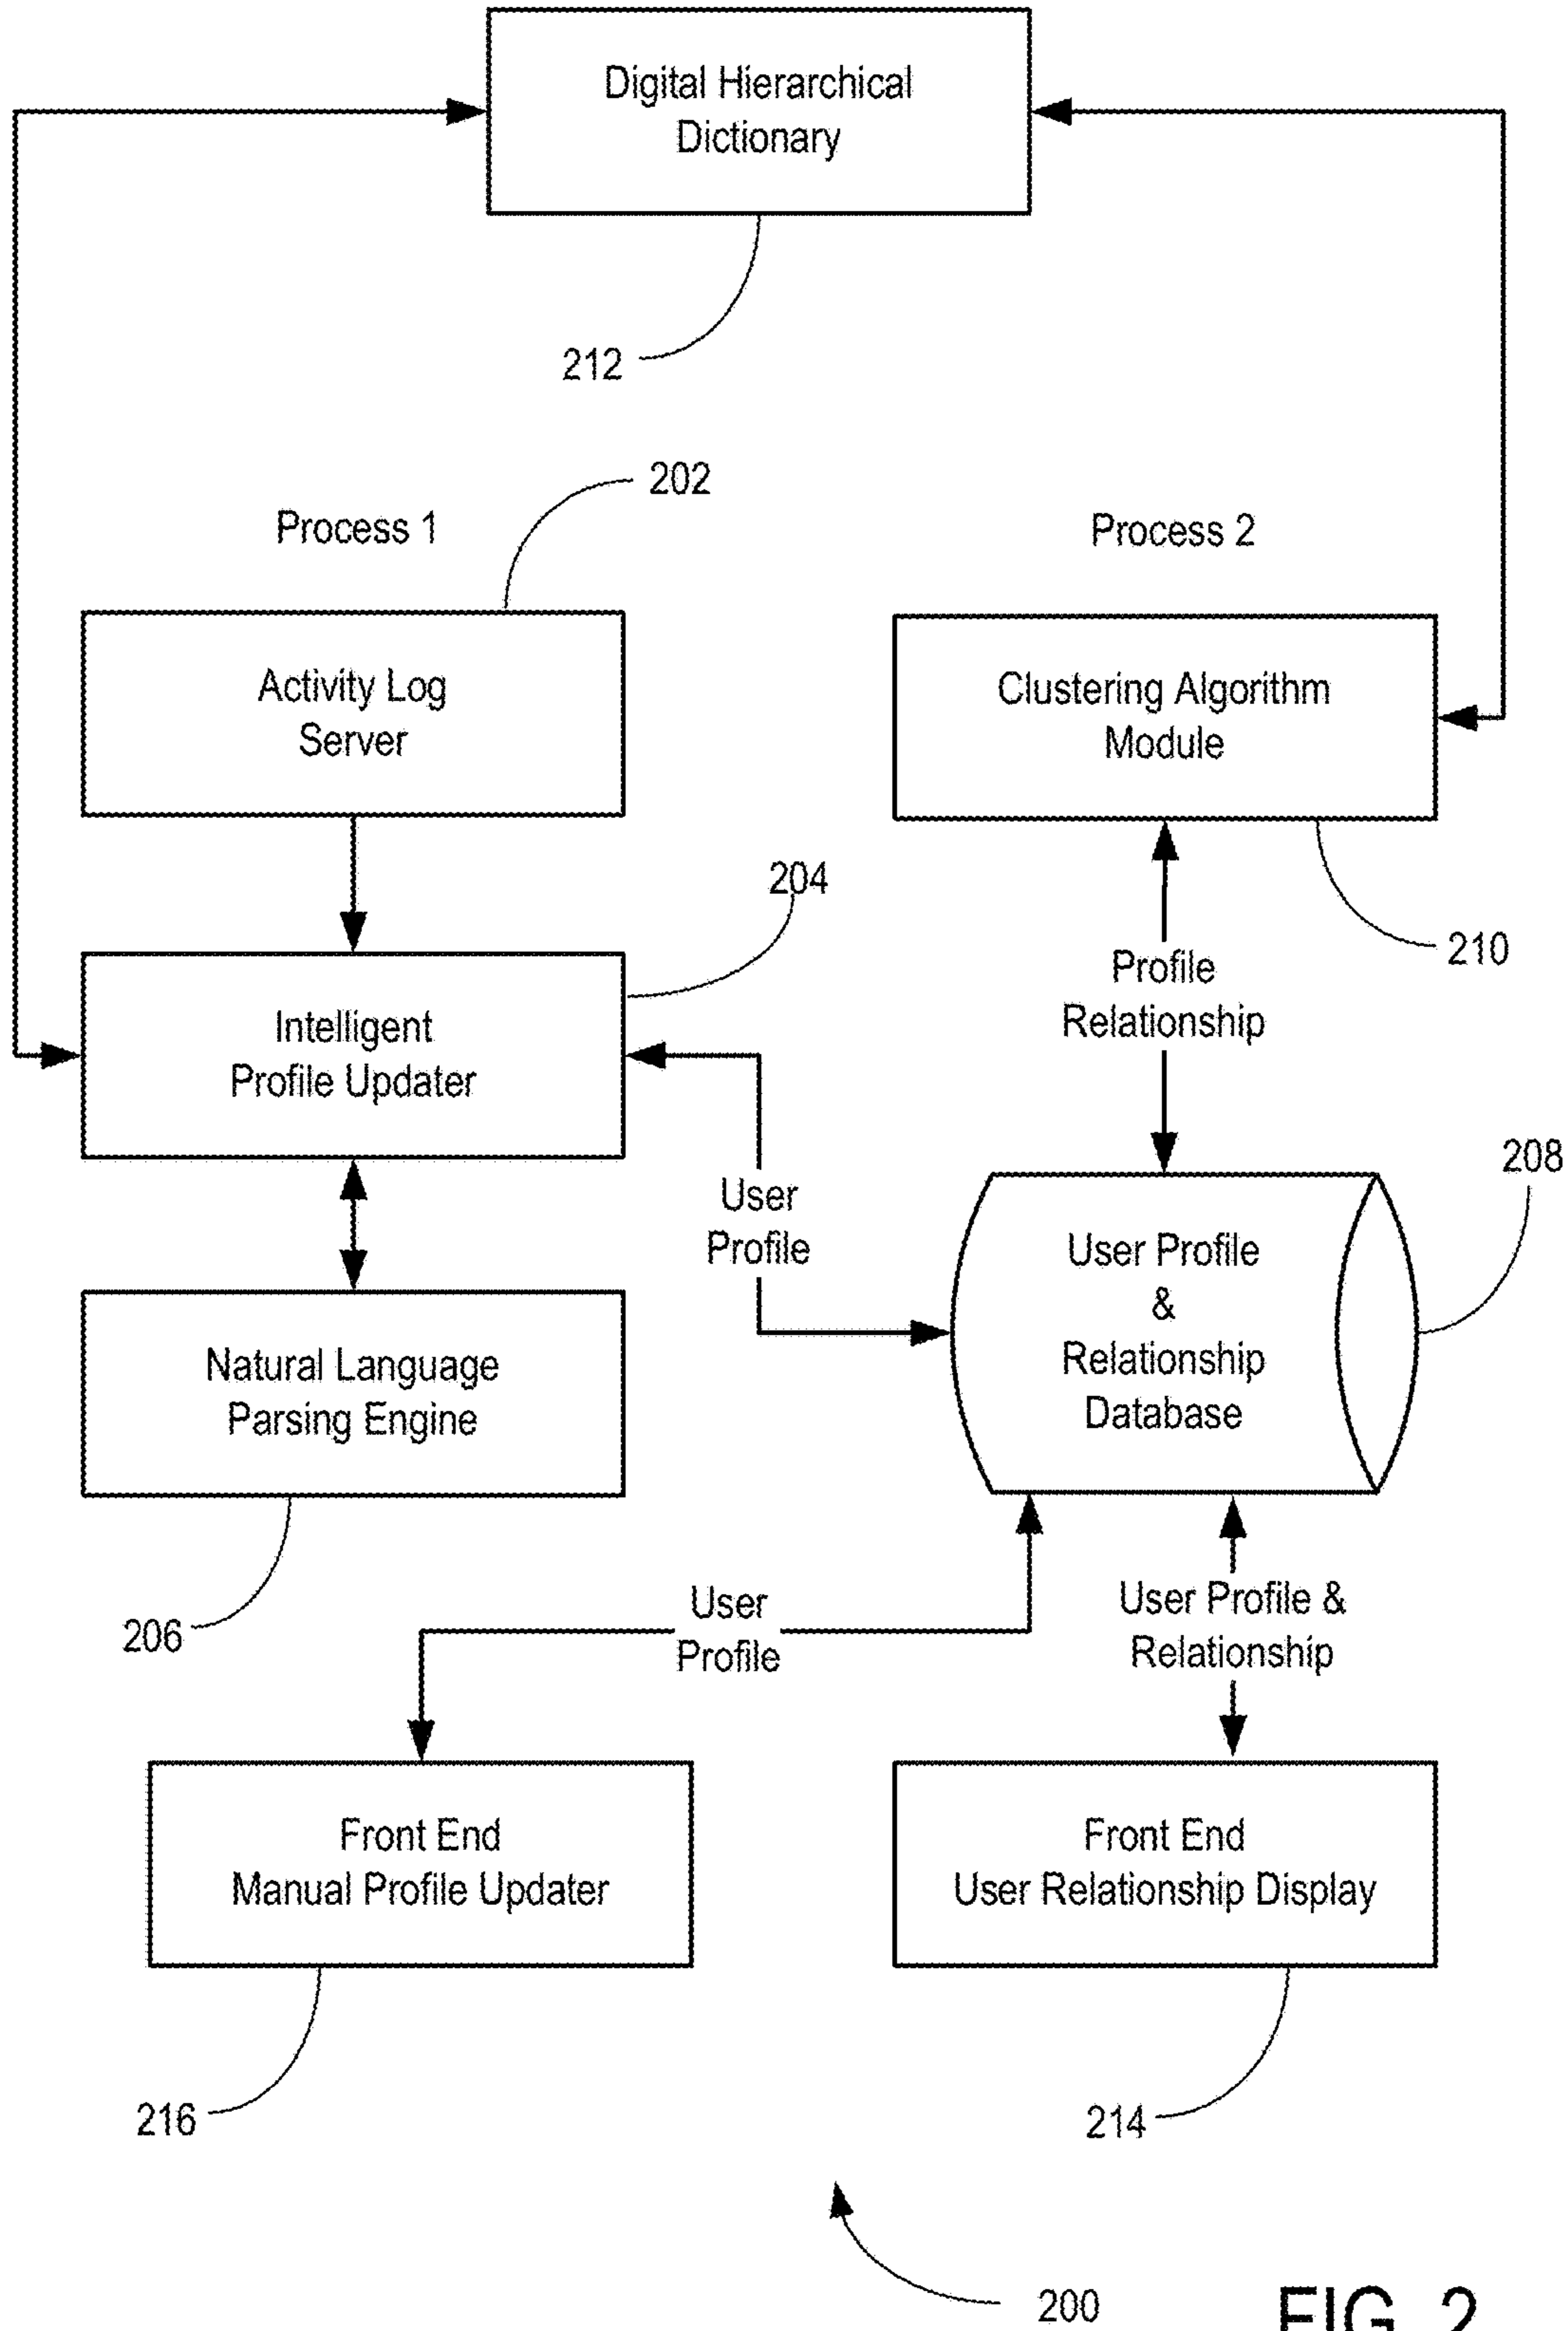 Digital Hierarchical
Dictionary
212
202
Process 1
Process 2
Activity Log
Server
Clustering Algorithm
Module
204
210
Profile
Relationship
Intelligent
Profile Updater
208
User
Profile
User Profile
&
Relationship
Database
Natural Language
Parsing Engine
206
User
Profile
User Profile &
Relationship
Front End
Manual Profile Updater
Front End
User Relationship Display
216
214
200
FIG. 2